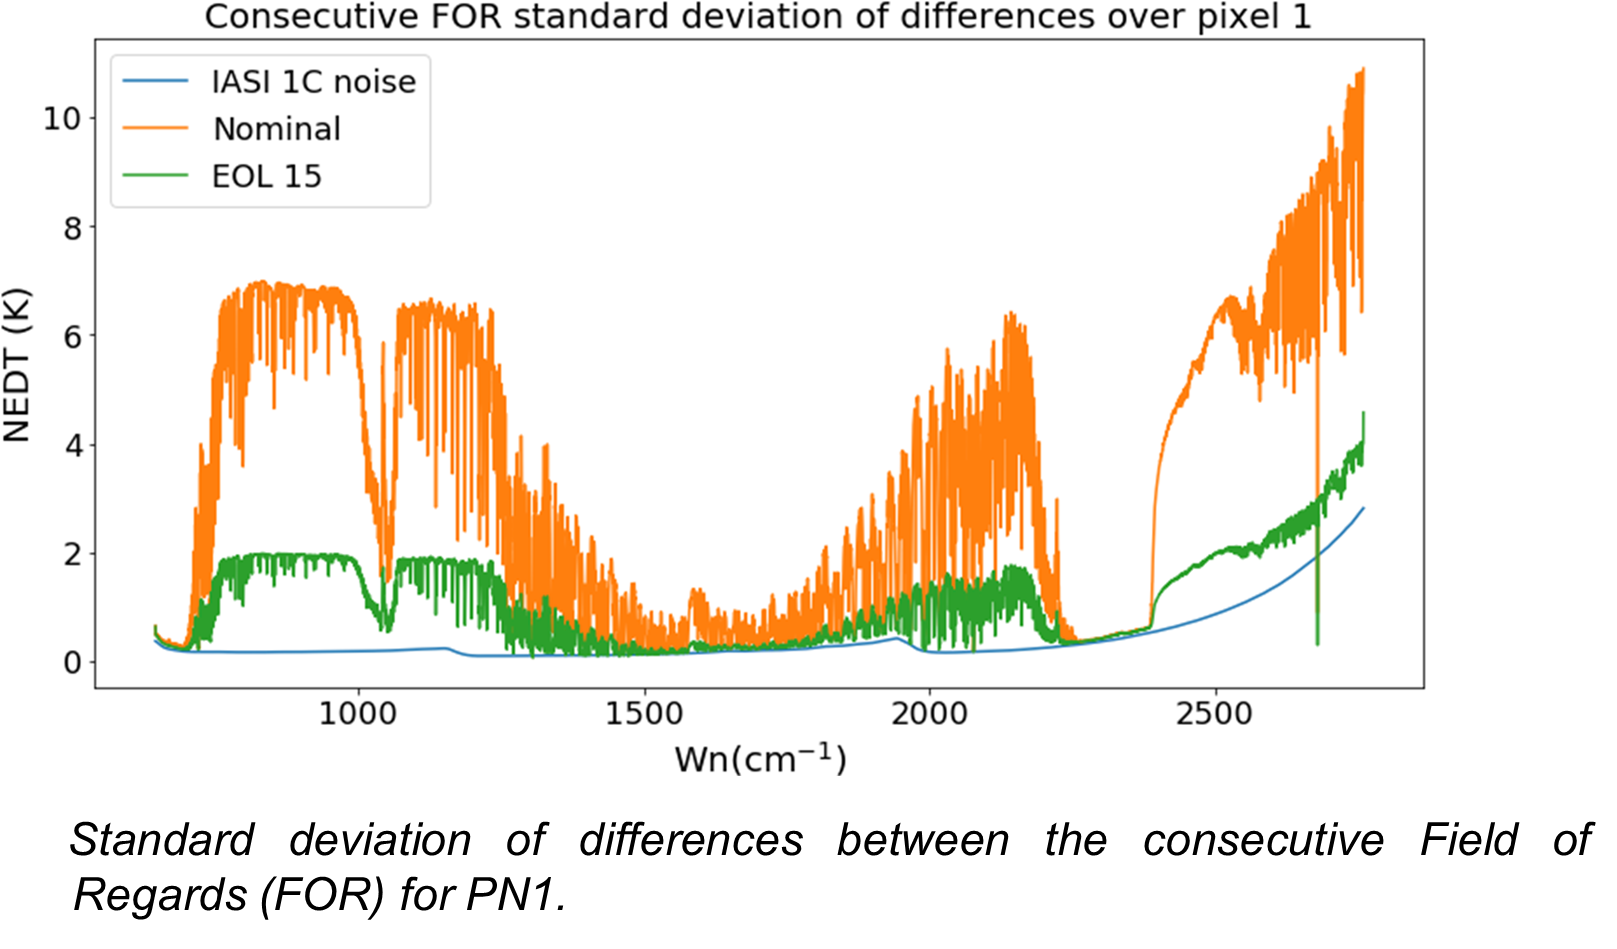 Consecutive FOR standard deviation of differences over pixel 1
IASI 1C noise
Nominal
EOL 15
NEDT (K)
10
8
6
4
2
0
1000 1500 2000 2500
Wn(cm⁻¹)
Standard deviation of differences between the consecutive Field of
Regards (FOR) for PN1.